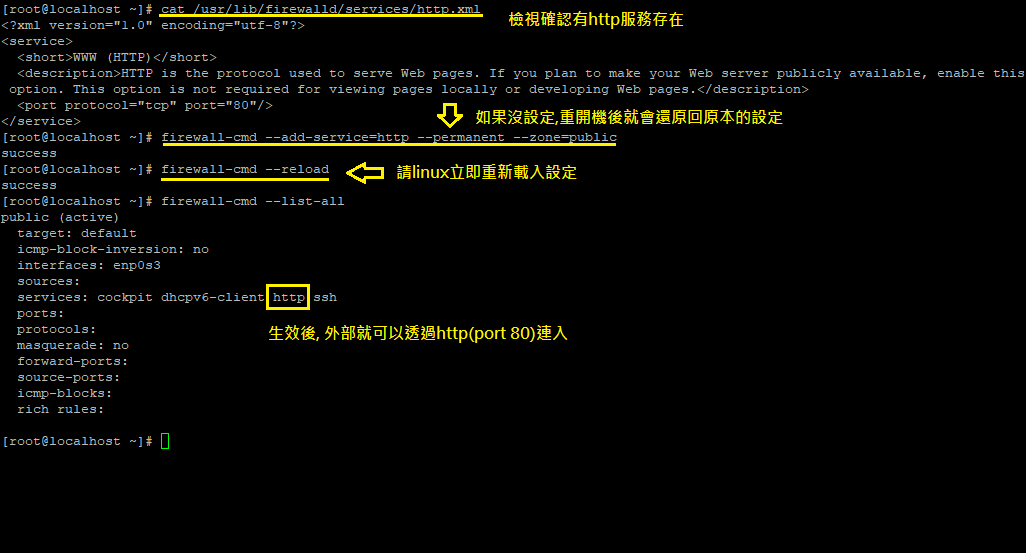 [root@localhost ~]# cat /usr/lib/firewalld/services/http.xml
檢視確認有http服務存在
<?xml version="1.0" encoding="utf-8"?>
<service>
  <short>WWW (HTTP)</short>
  <description>HTTP is the protocol used to serve Web pages. If you plan to make your Web server publicly available, enable this
 option. This option is not required for viewing pages locally or developing Web pages.</description>
  <port protocol="tcp" port="80"/>
</service>
如果沒設定,重開機後就會還原回原本的設定
[root@localhost ~]# firewall-cmd --add-service=http --permanent --zone=public
success
[root@localhost ~]# firewall-cmd --reload
請linux立即重新載入設定
success
[root@localhost ~]# firewall-cmd --list-all
public (active)
  target: default
  icmp-block-inversion: no
  interfaces: enp0s3
  sources:
  services: cockpit dhcpv6-client http ssh
  ports:
  protocols:
生效後, 外部就可以透過http(port 80)連入
  masquerade: no
  forward-ports:
  source-ports:
  icmp-blocks:
  rich rules:
[root@localhost ~]#